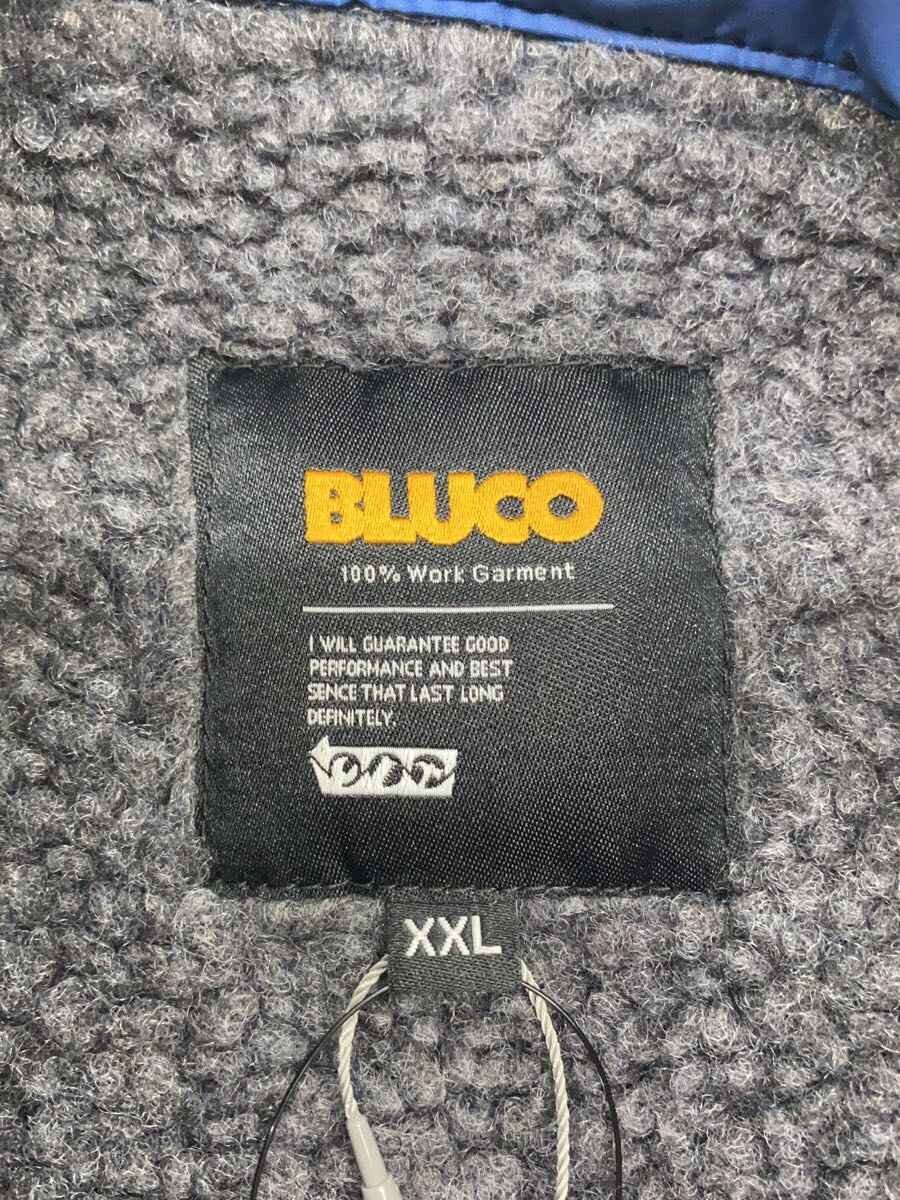 BLUCO
100% Work Garment
I WILL GUARANTEE GOOD
PERFORMANCE AND BEST
SENCE THAT LAST LONG
DEFINITELY.
XXL